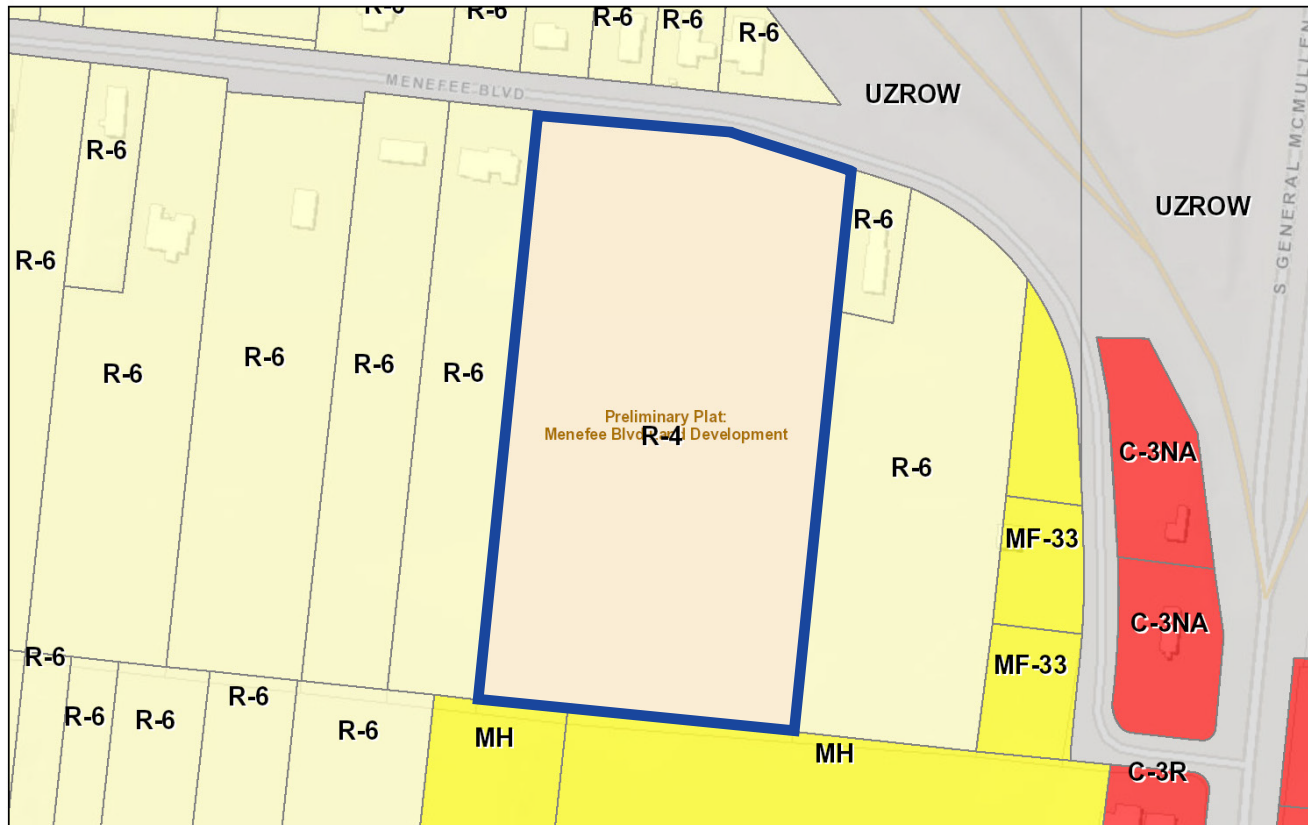 R-6
R-6
R-6
R-6
R-6
MENEFEE BLVD
UZROW
UZROW
S GENERAL MCMULLEN
R-6
R-6
R-6
R-6
R-6
R-6
R-6
R-6
Preliminary Plat:
Menefee Blvd Land Development
R-4
R-6
C-3NA
MF-33
C-3NA
MF-33
R-6
R-6
R-6
R-6
R-6
MH
MH
C-3R